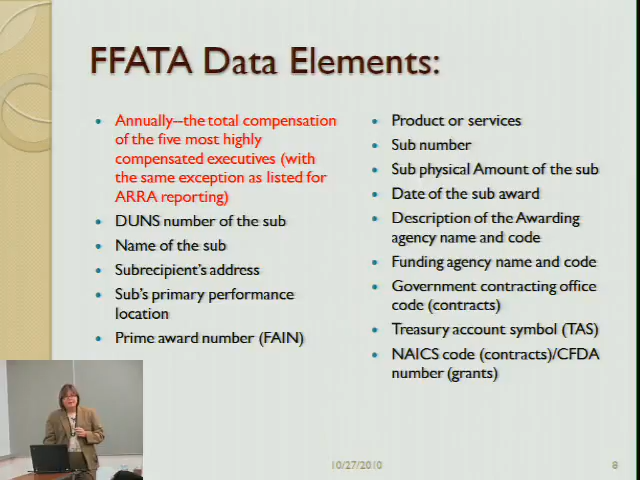 FFATA Data Elements:
Annually--the total compensation
of the five most highly
compensated executives (with
the same exception as listed for
ARRA reporting)
DUNS number of the sub
Name of the sub
Subrecipient's address
Sub's primary performance
location
Prime award number (FAIN)
Product or services
Sub number
Sub physical Amount of the sub
Date of the sub award
Description of the Awarding
agency name and code
Funding agency name and code
Government contracting office
code (contracts)
Treasury account symbol (TAS)
NAICS code (contracts)/CFDA
number (grants)
10/27/2010
8